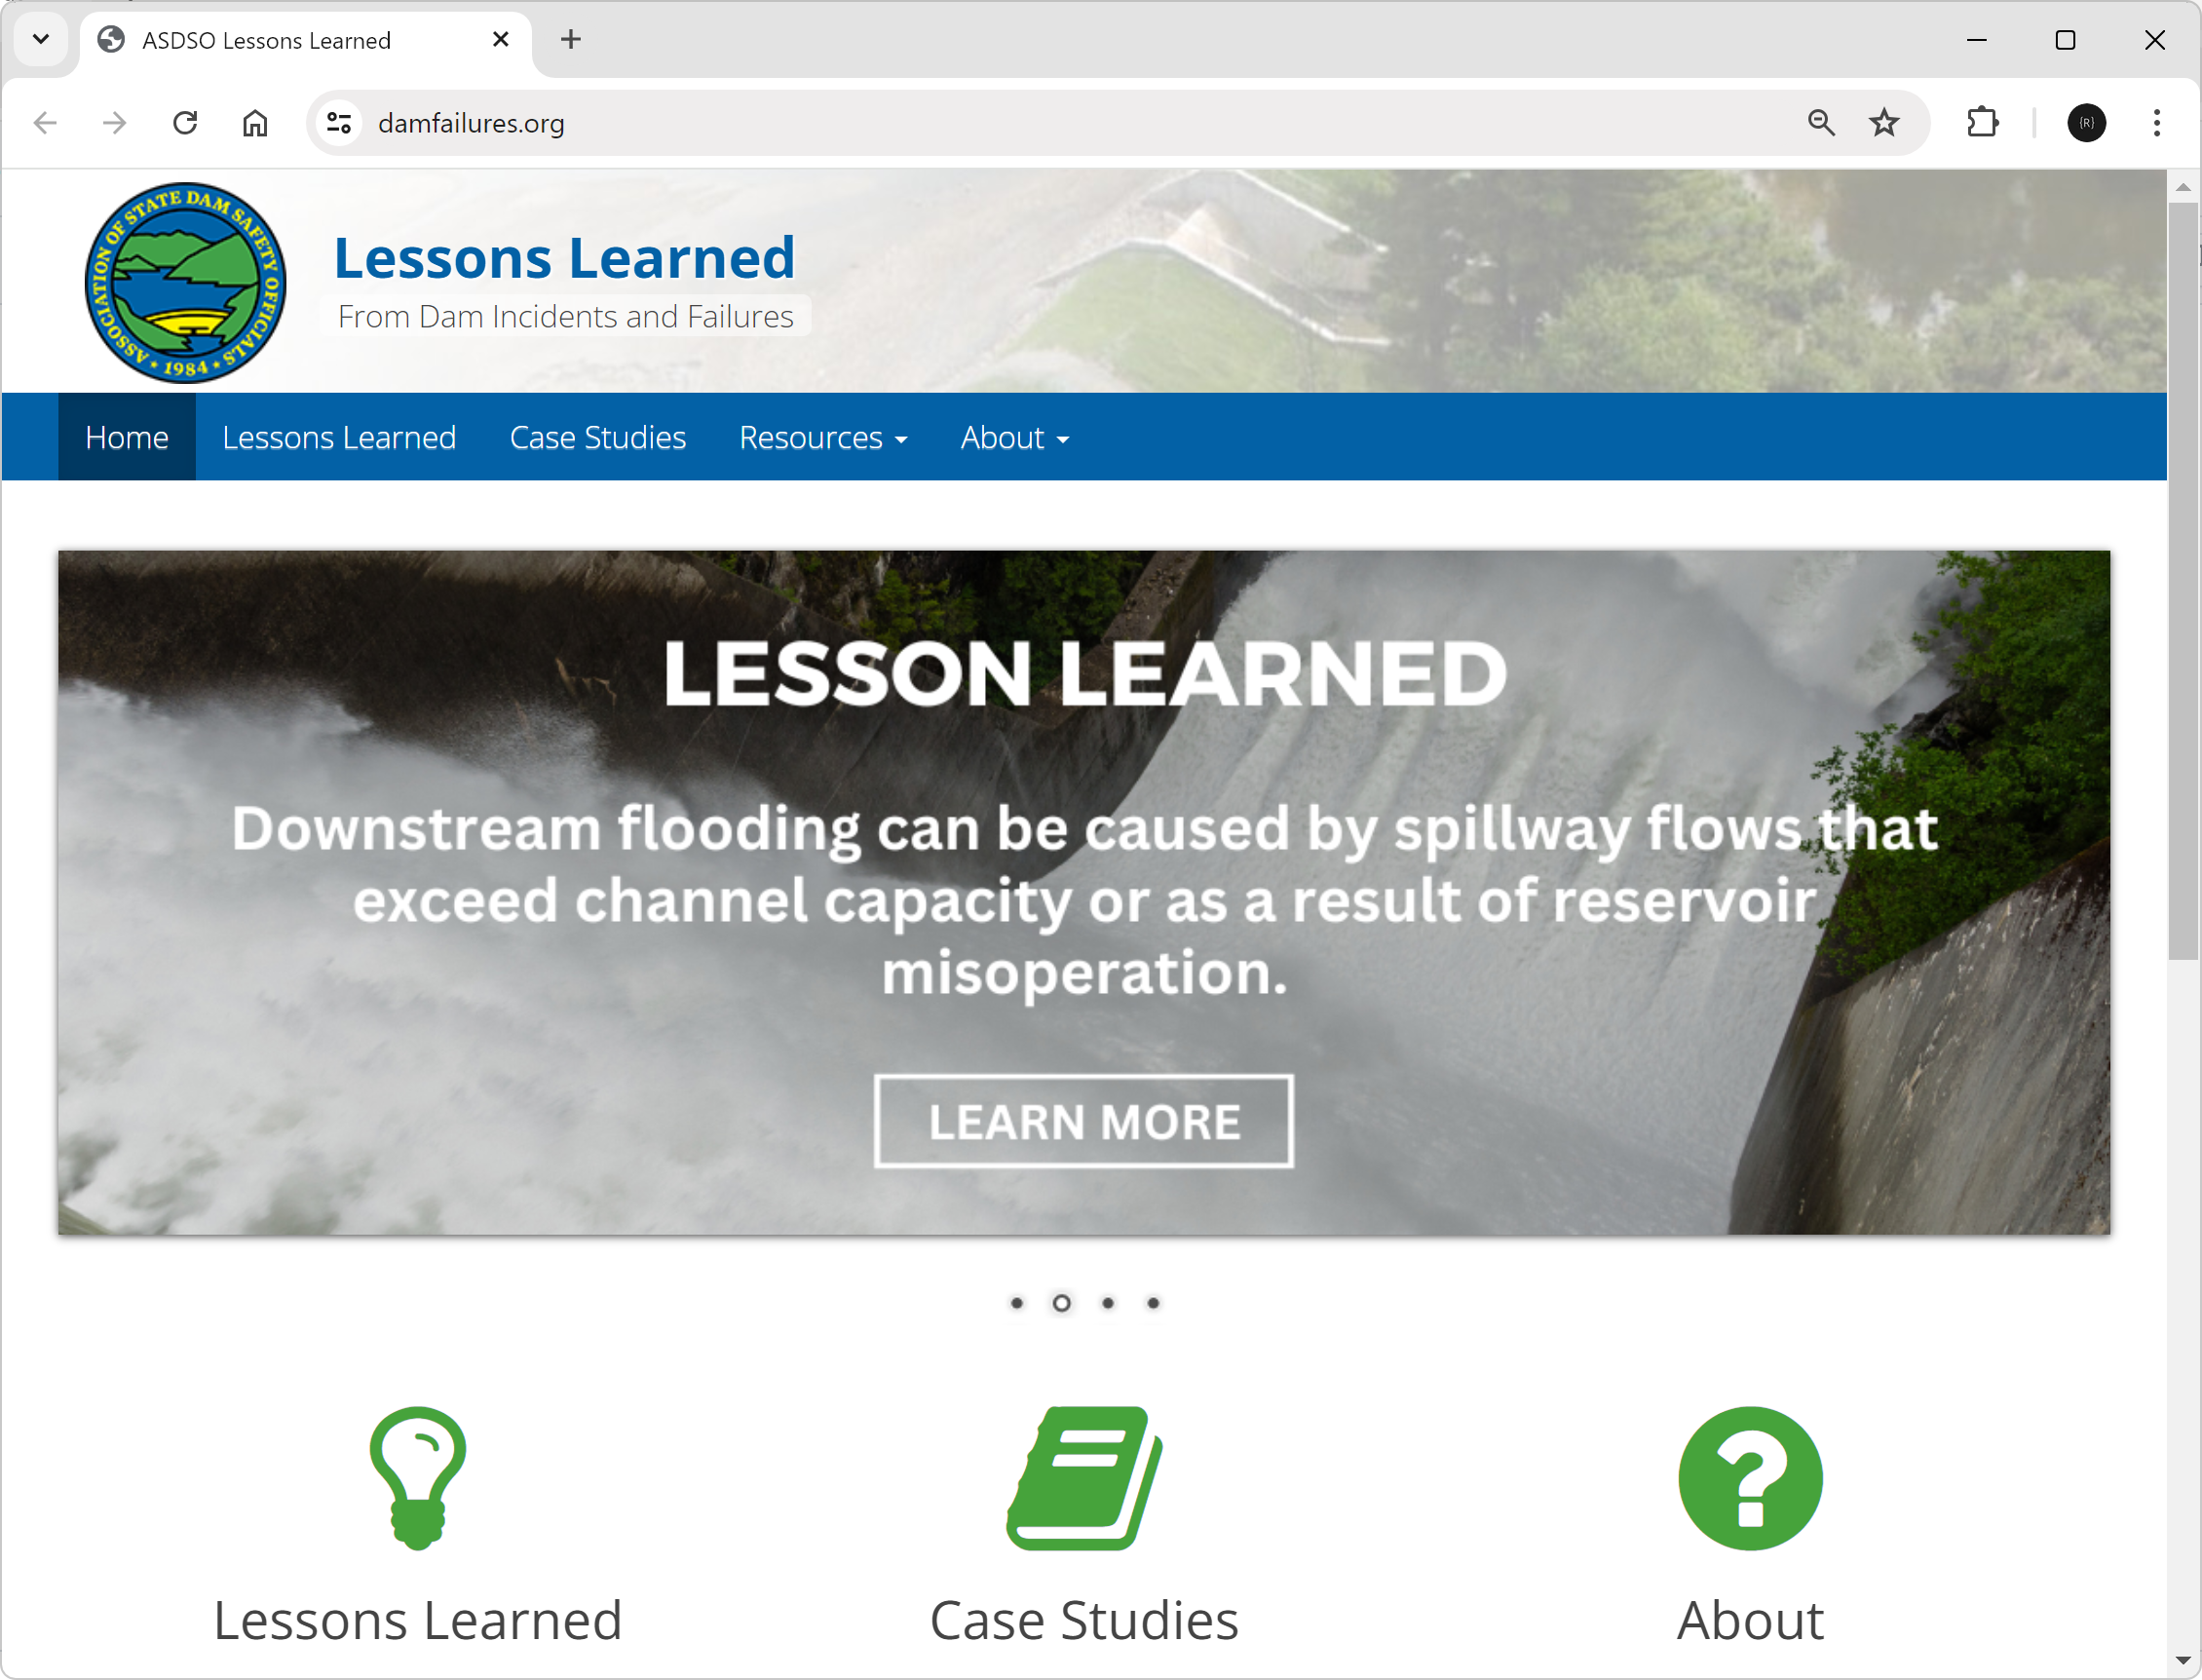 ASDSO Lessons Learned
damfailures.org
{R}
ASSOCIATION OF STATE DAM SAFETY OFFICIALS
* 1984 *
Lessons Learned
From Dam Incidents and Failures
Home Lessons Learned Case Studies Resources About
LESSON LEARNED
Downstream flooding can be caused by spillway flows that
exceed channel capacity or as a result of reservoir
misoperation.
LEARN MORE
Lessons Learned Case Studies About